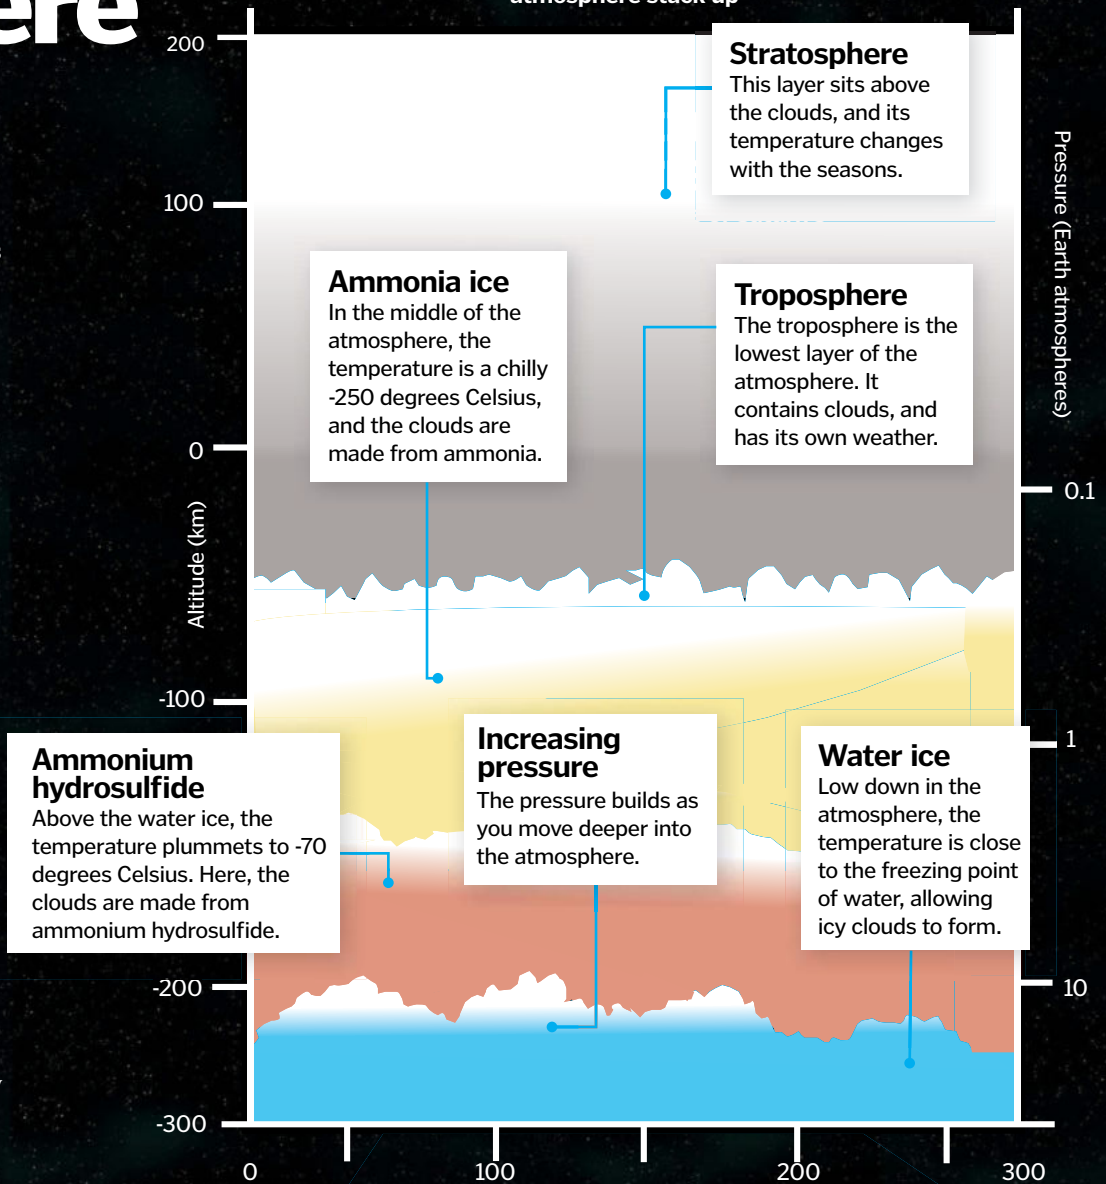 ere
atmosphere stack up
200
100
0
-100
-200
-300
Altitude (km)
Stratosphere
This layer sits above
the clouds, and its
temperature changes
with the seasons.
Pressure (Earth atmospheres)
0.1
1
10
Ammonia ice
In the middle of the
atmosphere, the
temperature is a chilly
-250 degrees Celsius,
and the clouds are
made from ammonia.
Troposphere
The troposphere is the
lowest layer of the
atmosphere. It
contains clouds, and
has its own weather.
Ammonium
hydrosulfide
Above the water ice, the
temperature plummets to -70
degrees Celsius. Here, the
clouds are made from
ammonium hydrosulfide.
Increasing
pressure
The pressure builds as
you move deeper into
the atmosphere.
Water ice
Low down in the
atmosphere, the
temperature is close
to the freezing point
of water, allowing
icy clouds to form.
0
100
200
300